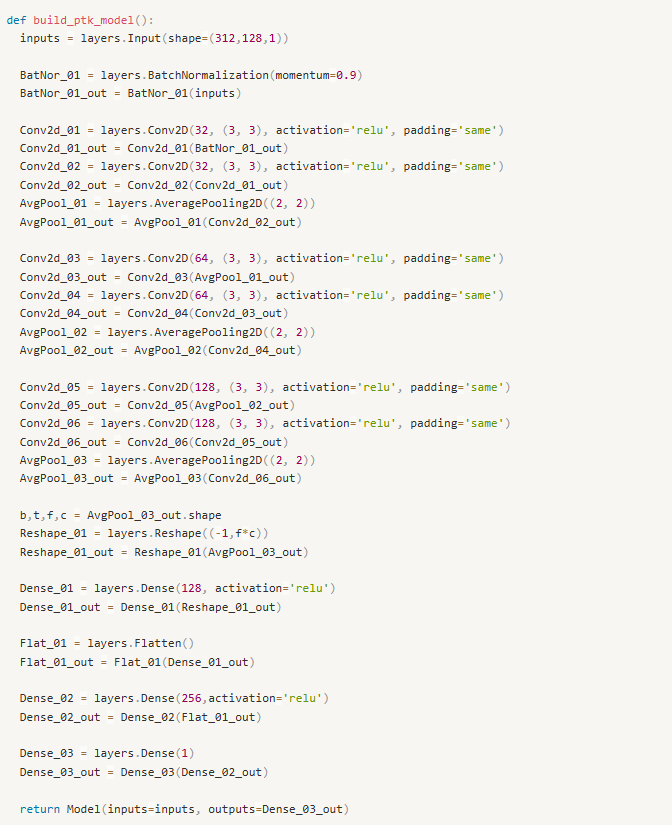 def build_ptk_model():
  inputs = layers.Input(shape=(312,128,1))

  BatNor_01 = layers.BatchNormalization(momentum=0.9)
  BatNor_01_out = BatNor_01(inputs)

  Conv2d_01 = layers.Conv2D(32, (3, 3), activation='relu', padding='same')
  Conv2d_01_out = Conv2d_01(BatNor_01_out)
  Conv2d_02 = layers.Conv2D(32, (3, 3), activation='relu', padding='same')
  Conv2d_02_out = Conv2d_02(Conv2d_01_out)
  AvgPool_01 = layers.AveragePooling2D((2, 2))
  AvgPool_01_out = AvgPool_01(Conv2d_02_out)

  Conv2d_03 = layers.Conv2D(64, (3, 3), activation='relu', padding='same')
  Conv2d_03_out = Conv2d_03(AvgPool_01_out)
  Conv2d_04 = layers.Conv2D(64, (3, 3), activation='relu', padding='same')
  Conv2d_04_out = Conv2d_04(Conv2d_03_out)
  AvgPool_02 = layers.AveragePooling2D((2, 2))
  AvgPool_02_out = AvgPool_02(Conv2d_04_out)

  Conv2d_05 = layers.Conv2D(128, (3, 3), activation='relu', padding='same')
  Conv2d_05_out = Conv2d_05(AvgPool_02_out)
  Conv2d_06 = layers.Conv2D(128, (3, 3), activation='relu', padding='same')
  Conv2d_06_out = Conv2d_06(Conv2d_05_out)
  AvgPool_03 = layers.AveragePooling2D((2, 2))
  AvgPool_03_out = AvgPool_03(Conv2d_06_out)

  b,t,f,c = AvgPool_03_out.shape
  Reshape_01 = layers.Reshape((-1,f*c))
  Reshape_01_out = Reshape_01(AvgPool_03_out)

  Dense_01 = layers.Dense(128, activation='relu')
  Dense_01_out = Dense_01(Reshape_01_out)

  Flat_01 = layers.Flatten()
  Flat_01_out = Flat_01(Dense_01_out)

  Dense_02 = layers.Dense(256,activation='relu')
  Dense_02_out = Dense_02(Flat_01_out)

  Dense_03 = layers.Dense(1)
  Dense_03_out = Dense_03(Dense_02_out)

  return Model(inputs=inputs, outputs=Dense_03_out)